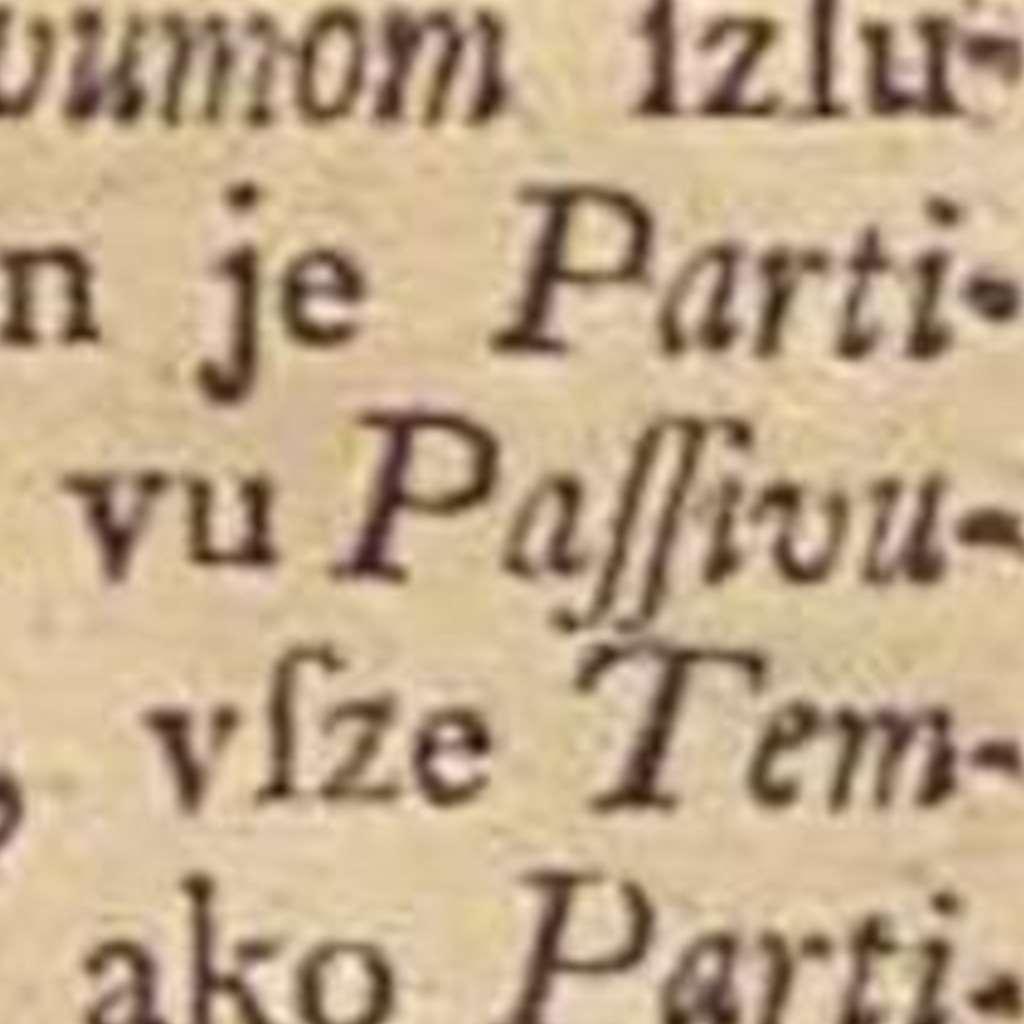 vumom izlu-
n je Parti-
vu Paſſivu-
, vſze Tem-
ako Parti-